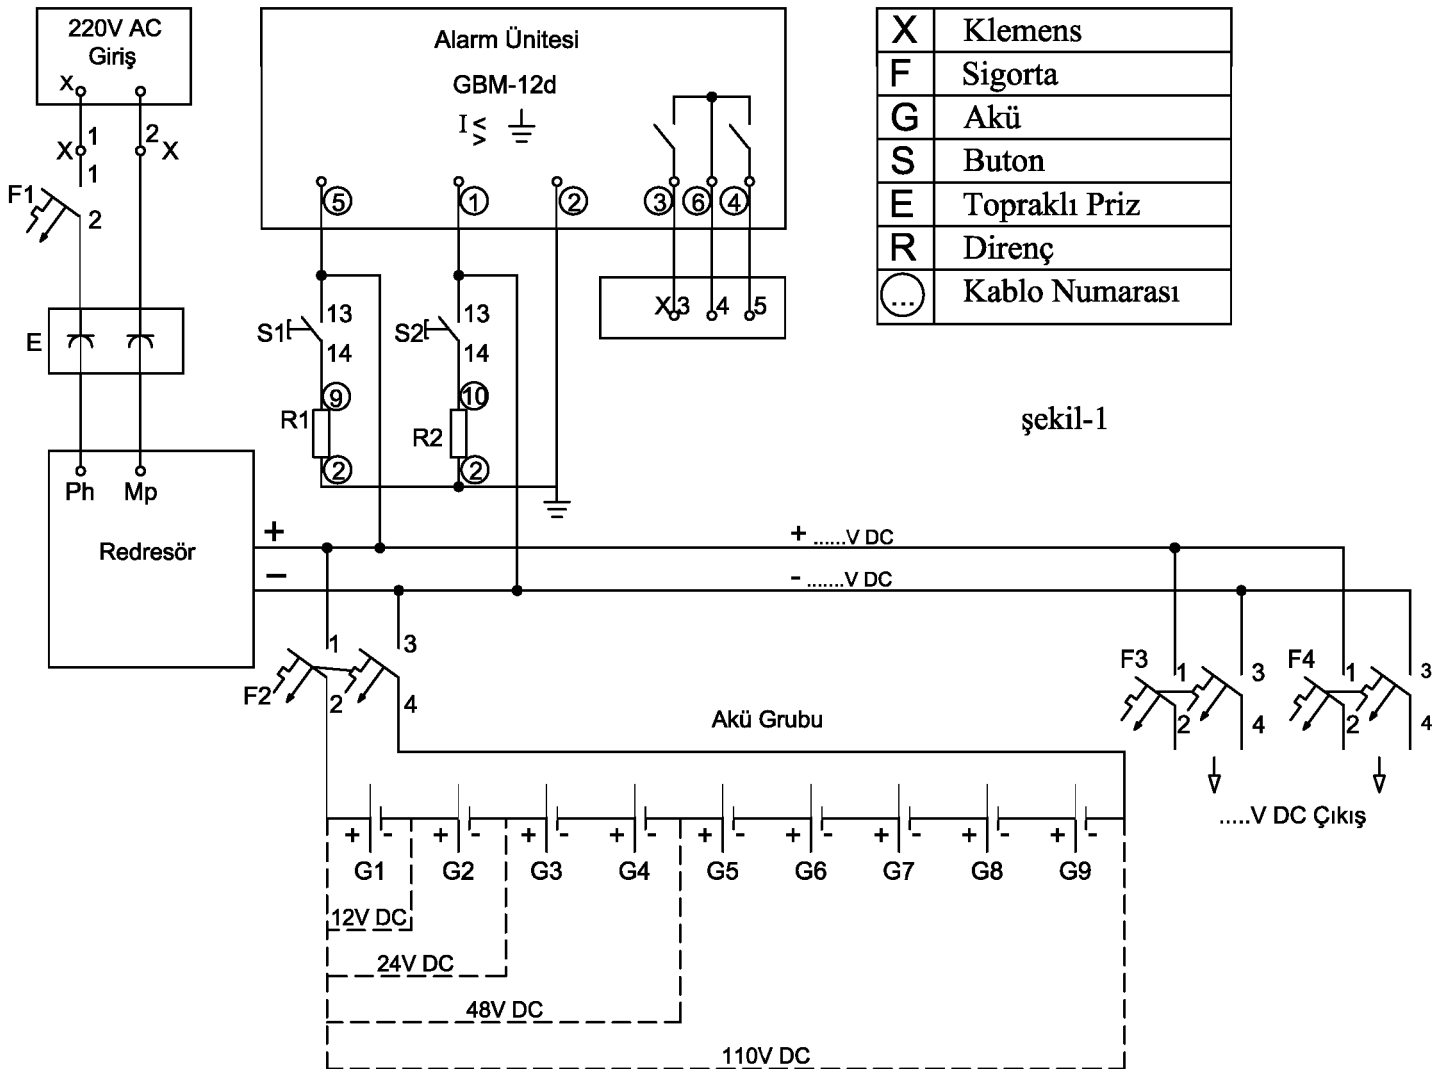 220V AC
Giriş
X
1
2
X
X
1
F1
2
E
Ph
Mp
Redresör
+
−
Alarm Ünitesi
GBM-12d
I <
>
5
1
2
3
6
4
X 3
4
5
S1
13
14
9
R1
2
S2
13
14
10
R2
2
X Klemens
F Sigorta
G Akü
S Buton
E Topraklı Priz
R Direnç
... Kablo Numarası
şekil-1
+ ......V DC
- .......V DC
F2
1
2
3
4
F3
1
2
3
4
F4
1
2
3
4
.....V DC Çıkış
Akü Grubu
+ - + - + - + - + - + - + - + - + -
G1 G2 G3 G4 G5 G6 G7 G8 G9
12V DC
24V DC
48V DC
110V DC